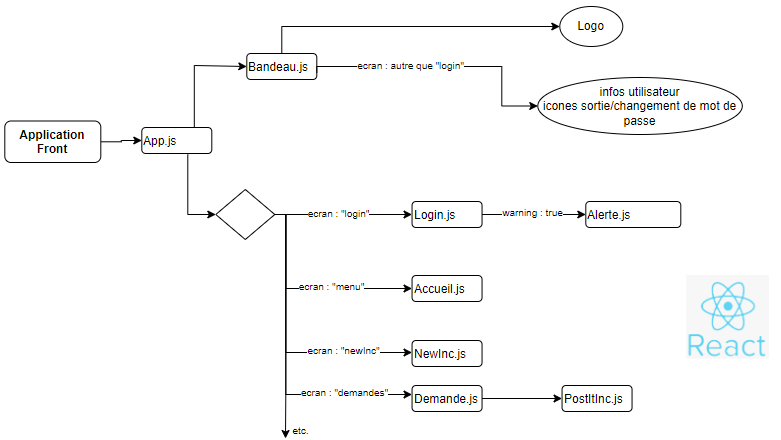 Logo
Bandeau.js
ecran : autre que "login"
infos utilisateur
icones sortie/changement de mot de
passe
Application
Front
App.js
ecran : "login"
Login.js
warning : true
Alerte.js
ecran : "menu"
Accueil.js
React
ecran : "newInc"
NewInc.js
ecran : "demandes"
Demande.js
PostItInc.js
etc.